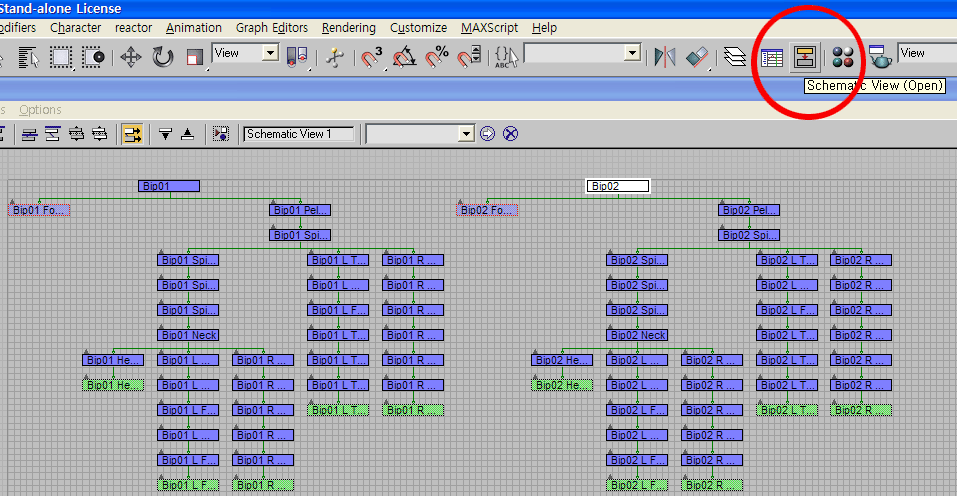 Stand-alone License
odifiers Character reactor Animation Graph Editors Rendering Customize MAXScript Help
View 3 % ABC View
Schematic View (Open)
s Options
Schematic View 1
Bip01 Bip02
Bip01 Fo... Bip01 Pel... Bip02 Fo... Bip02 Pel...
Bip01 Spi... Bip02 Spi...
Bip01 Spi... Bip01 L T... Bip01 R ... Bip02 Spi... Bip02 L T... Bip02 R ...
Bip01 Spi... Bip01 L ... Bip01 R ... Bip02 Spi... Bip02 L ... Bip02 R ...
Bip01 Spi... Bip01 L F... Bip01 R ... Bip02 Spi... Bip02 L F... Bip02 R ...
Bip01 Neck Bip01 L T... Bip01 R ... Bip02 Neck Bip02 L T... Bip02 R ...
Bip01 He... Bip01 L ... Bip01 R ... Bip01 L T... Bip01 R ... Bip02 He... Bip02 L ... Bip02 R ... Bip02 L T... Bip02 R ...
Bip01 He... Bip01 L ... Bip01 R ... Bip01 L T... Bip01 R ... Bip02 He... Bip02 L ... Bip02 R ... Bip02 L T... Bip02 R ...
Bip01 L F... Bip01 R ... Bip01 L T... Bip01 R ... Bip02 L F... Bip02 R ... Bip02 L T... Bip02 R ...
Bip01 L ... Bip01 R ... Bip02 L ... Bip02 R ...
Bip01 L F... Bip01 R ... Bip02 L F... Bip02 R ...
Bip01 L F... Bip01 R ... Bip02 L F... Bip02 R ...